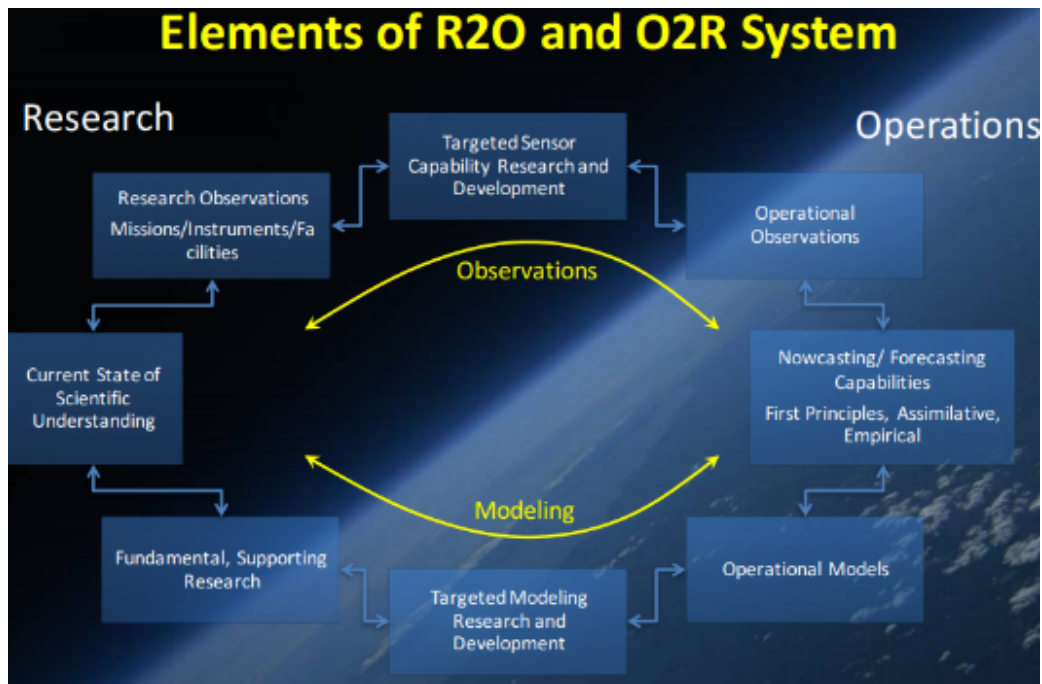 Elements of R2O and O2R System
Research
Operations
Targeted Sensor
Capability Research and
Development
Research Observations
Missions/Instruments/Fa
cilities
Operational
Observations
Observations
Current State of
Scientific
Understanding
Nowcasting/ Forecasting
Capabilities
First Principles, Assimilative,
Empirical
Modeling
Fundamental, Supporting
Research
Targeted Modeling
Research and
Development
Operational Models